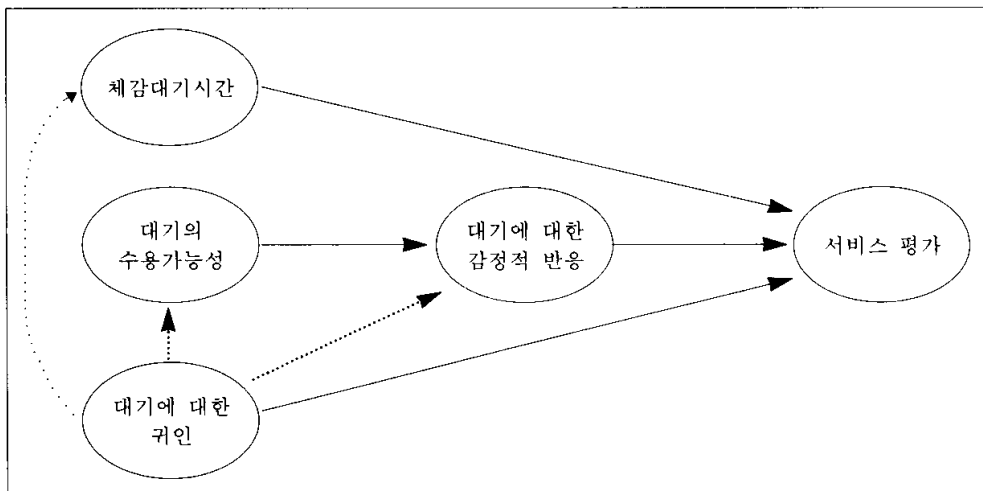 체감대기시간
대기의
수용가능성
대기에 대한
감정적 반응
서비스 평가
대기에 대한
귀인